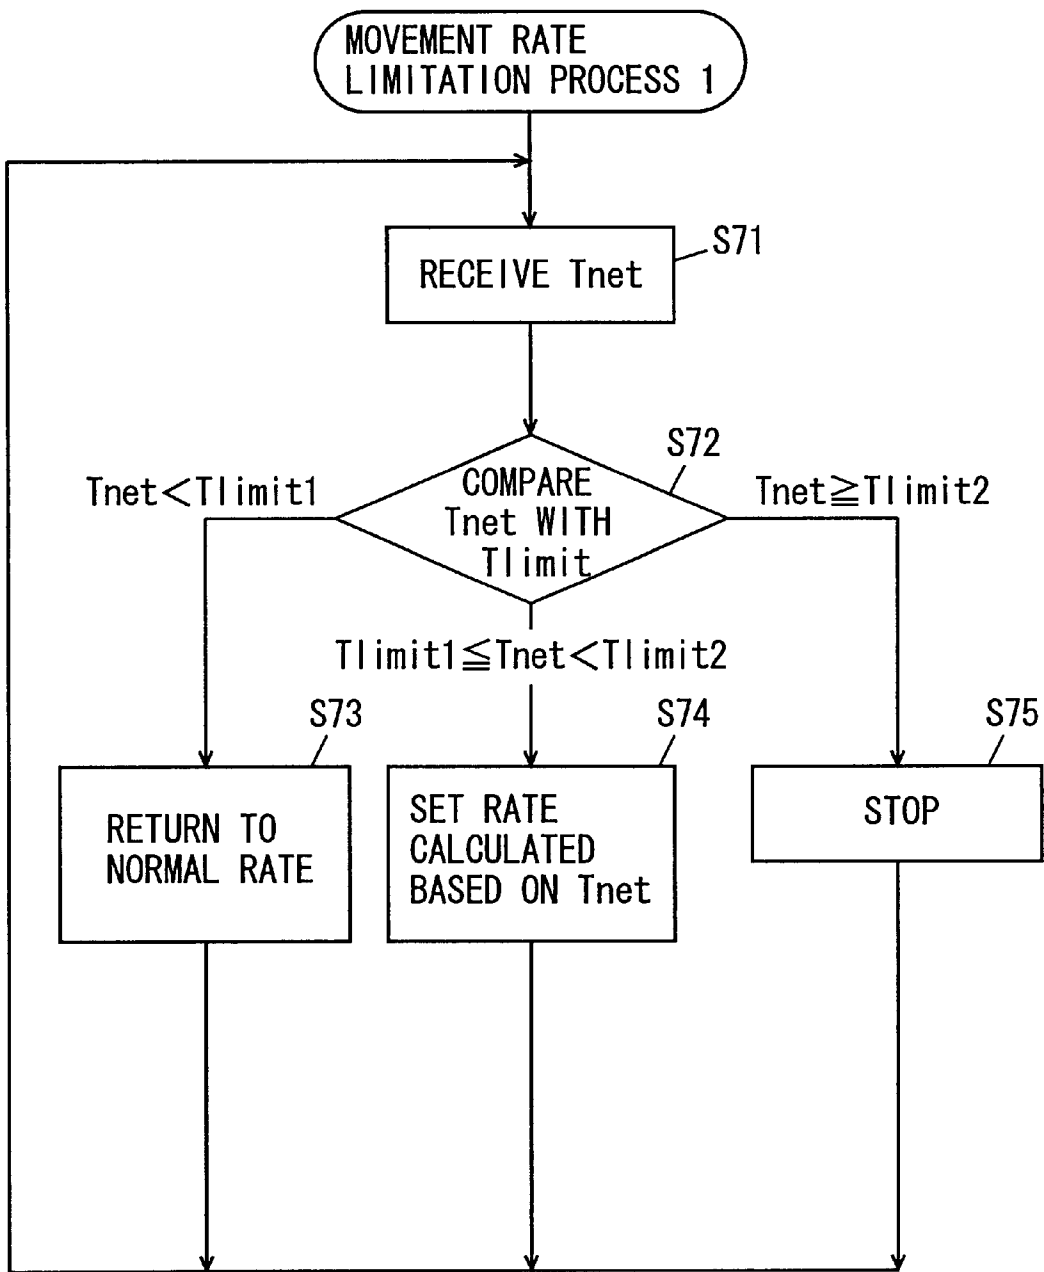 MOVEMENT RATE
LIMITATION PROCESS 1
S71
RECEIVE Tnet
S72
Tnet<Tlimit1
COMPARE
Tnet WITH
Tlimit
Tnet≧Tlimit2
Tlimit1≦Tnet<Tlimit2
S73
S74
S75
RETURN TO
NORMAL RATE
SET RATE
CALCULATED
BASED ON Tnet
STOP